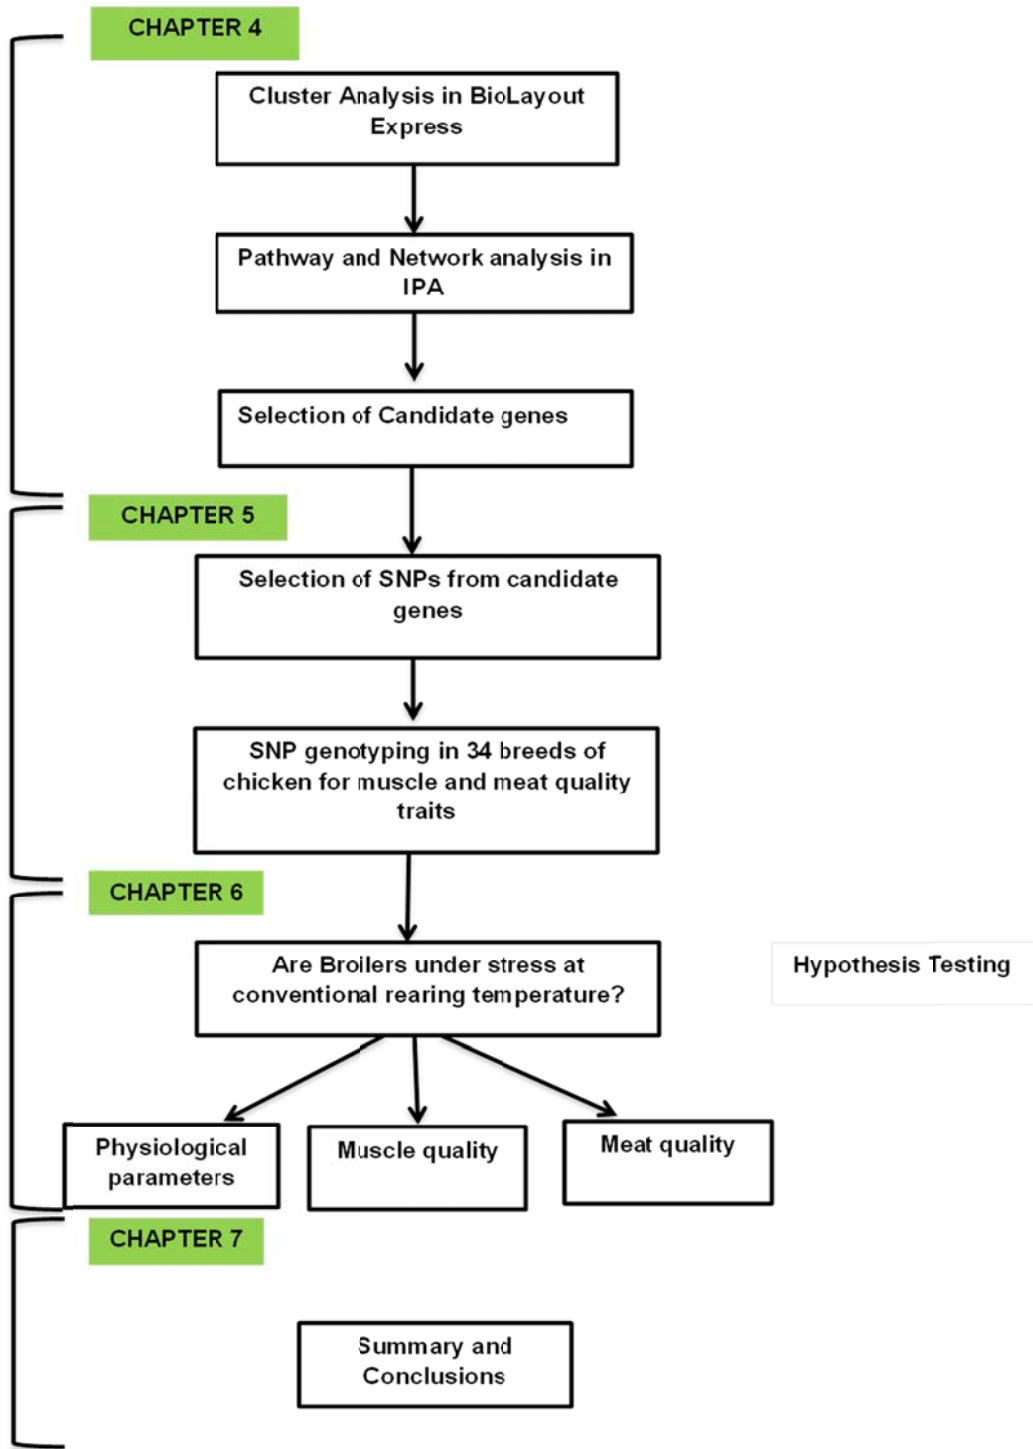 CHAPTER 4
Cluster Analysis in BioLayout
Express
Pathway and Network analysis in
IPA
Selection of Candidate genes
CHAPTER 5
Selection of SNPs from candidate
genes
SNP genotyping in 34 breeds of
chicken for muscle and meat quality
traits
CHAPTER 6
Are Broilers under stress at
conventional rearing temperature?
Hypothesis Testing
Physiological
parameters
Muscle quality
Meat quality
CHAPTER 7
Summary and
Conclusions